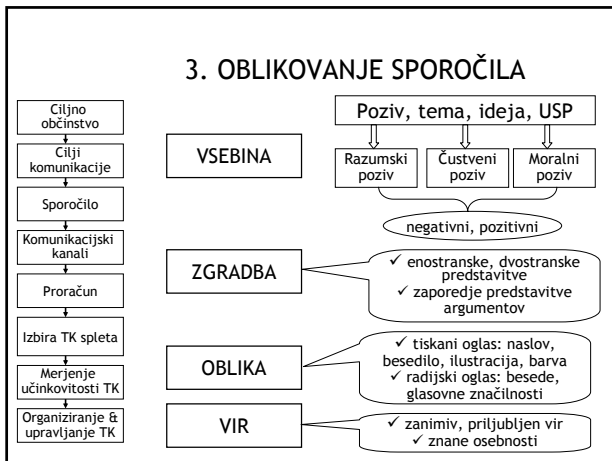 3. OBLIKOVANJE SPOROČILA
Ciljno
občinstvo
Cilji
komunikacije
Sporočilo
Komunikacijski
kanali
Proračun
Izbira TK spleta
Merjenje
učinkovitosti TK
Organiziranje &
upravljanje TK
VSEBINA
Poziv, tema, ideja, USP
Razumski
poziv
Čustveni
poziv
Moralni
poziv
negativni, pozitivni
ZGRADBA
✓ enostranske, dvostranske
predstavitve
✓ zaporedje predstavitve
argumentov
OBLIKA
✓ tiskani oglas: naslov,
besedilo, ilustracija, barva
✓ radijski oglas: besede,
glasovne značilnosti
VIR
✓ zanimiv, priljubljen vir
✓ znane osebnosti